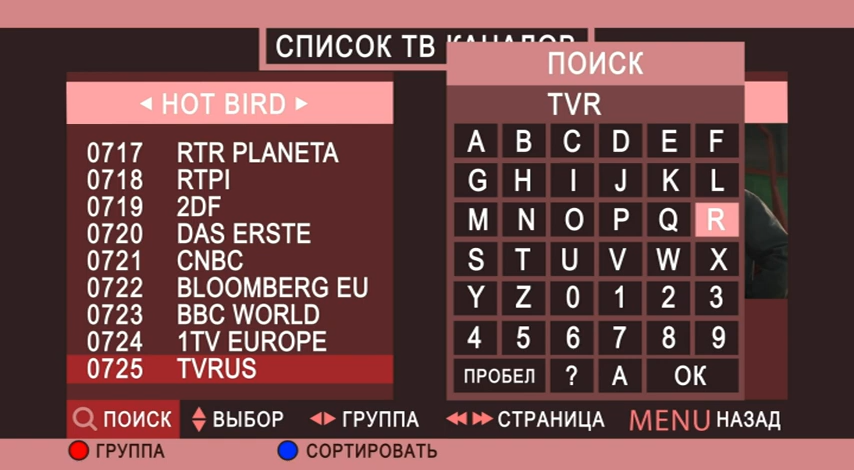 СПИСОК ТВ КАНАЛОВ
◄ HOT BIRD ►
0717 RTR PLANETA
0718 RTPI
0719 2DF
0720 DAS ERSTE
0721 CNBC
0722 BLOOMBERG EU
0723 BBC WORLD
0724 1TV EUROPE
0725 TVRUS
ПОИСК
TVR
A B C D E F
G H I J K L
M N O P Q R
S T U V W X
Y Z 0 1 2 3
4 5 6 7 8 9
ПРОБЕЛ ? A ОК
ПОИСК ВЫБОР ГРУППА СТРАНИЦА MENU НАЗАД
ГРУППА СОРТИРОВАТЬ